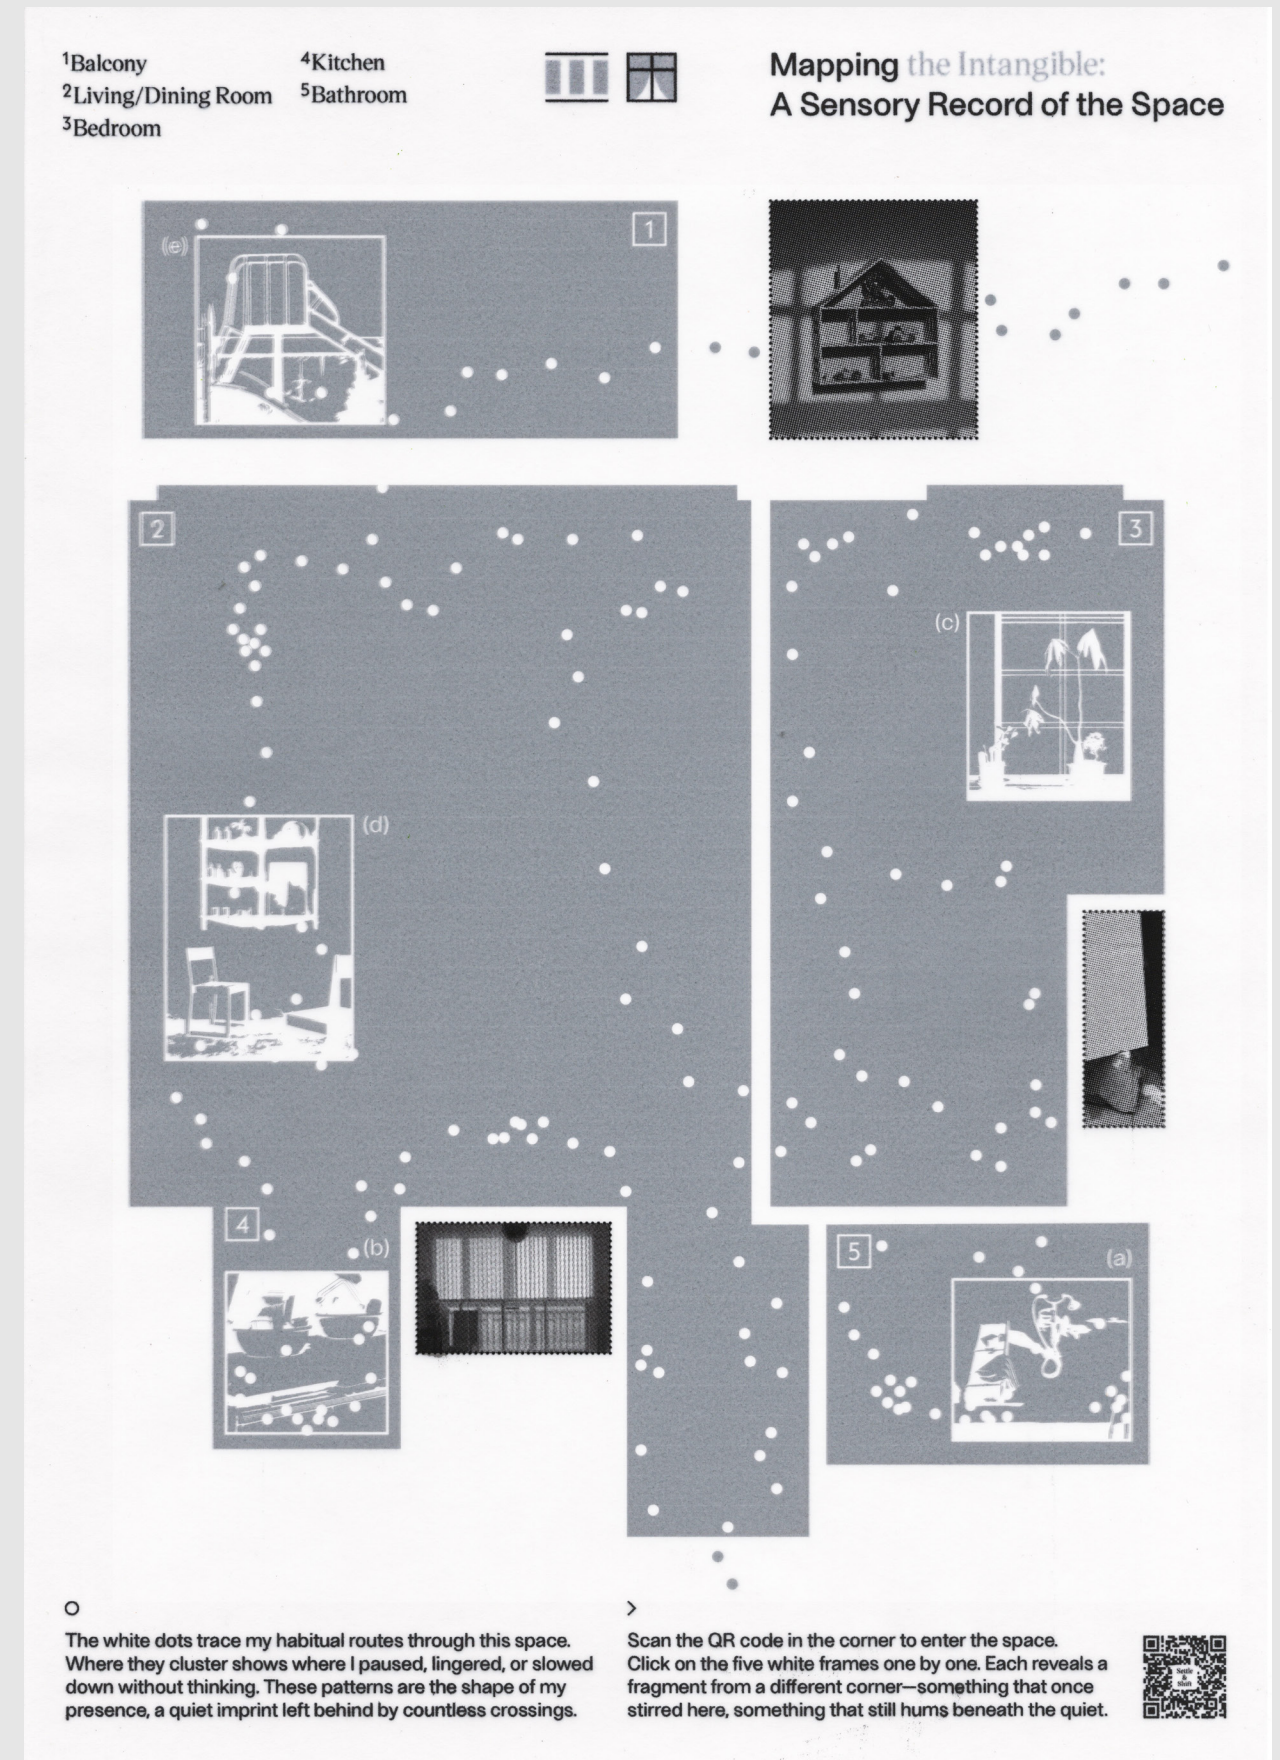 ¹Balcony
²Living/Dining Room
³Bedroom
⁴Kitchen
⁵Bathroom
Mapping the Intangible:
A Sensory Record of the Space
(e)
1
2
3
(c)
(d)
4
(b)
5
(a)
The white dots trace my habitual routes through this space.
Where they cluster shows where I paused, lingered, or slowed
down without thinking. These patterns are the shape of my
presence, a quiet imprint left behind by countless crossings.
Scan the QR code in the corner to enter the space.
Click on the five white frames one by one. Each reveals a
fragment from a different corner—something that once
stirred here, something that still hums beneath the quiet.
Settle
&
Shift